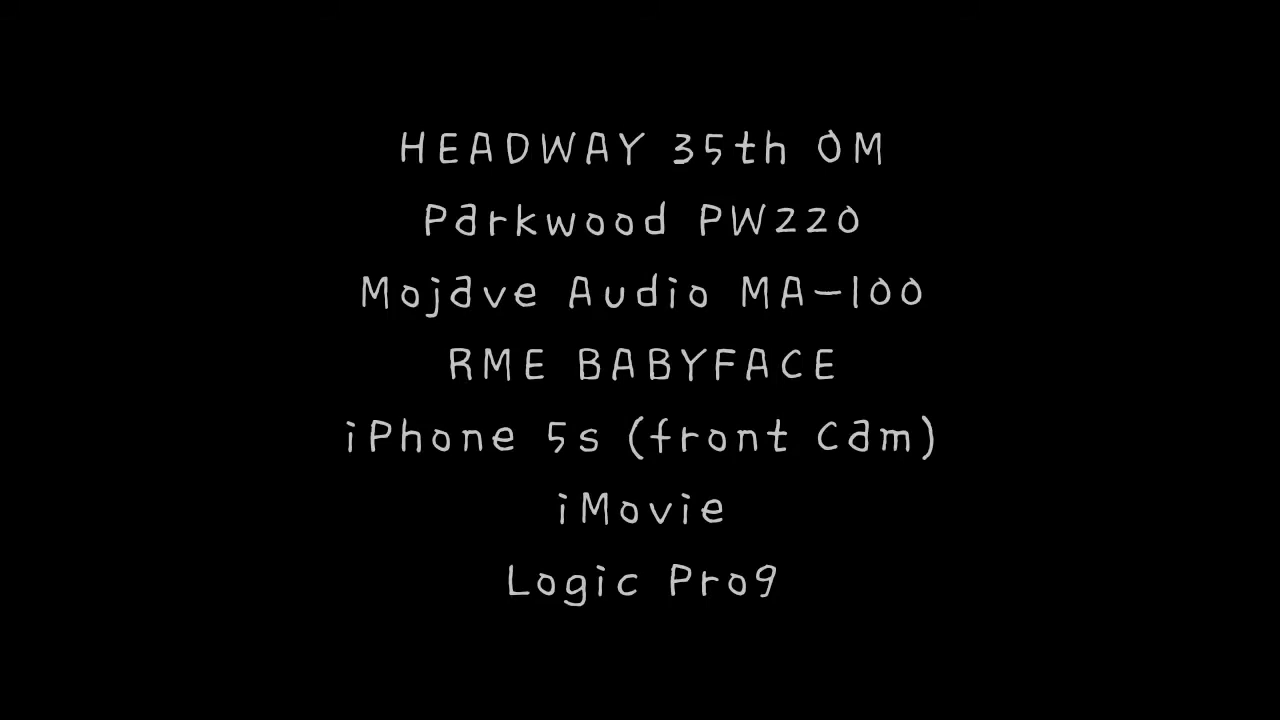 HEADWAY 35th OM
Parkwood PW220
Mojave Audio MA-100
RME BABYFACE
iPhone 5s (front cam)
iMovie
Logic Pro9